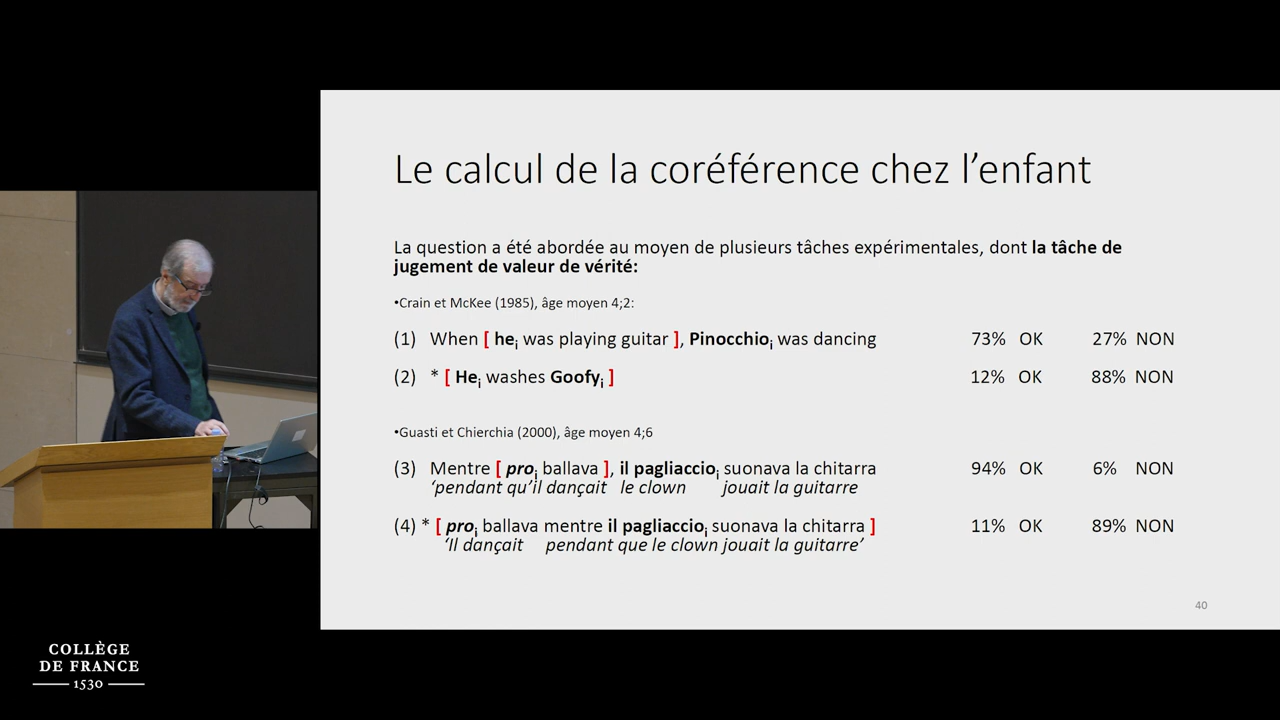 Le calcul de la coréférence chez l'enfant
La question a été abordée au moyen de plusieurs tâches expérimentales, dont la tâche de
jugement de valeur de vérité:
•Crain et McKee (1985), âge moyen 4;2:
(1) When [ heᵢ was playing guitar ], Pinocchioᵢ was dancing 73% OK 27% NON
(2) * [ Heᵢ washes Goofyᵢ ] 12% OK 88% NON
•Guasti et Chierchia (2000), âge moyen 4;6
(3) Mentre [ proᵢ ballava ], il pagliaccioᵢ suonava la chitarra 94% OK 6% NON
'pendant qu'il dançait le clown jouait la guitarre
(4) * [ proᵢ ballava mentre il pagliaccioᵢ suonava la chitarra ] 11% OK 89% NON
'Il dançait pendant que le clown jouait la guitarre'
40
COLLÈGE
DE FRANCE
1530